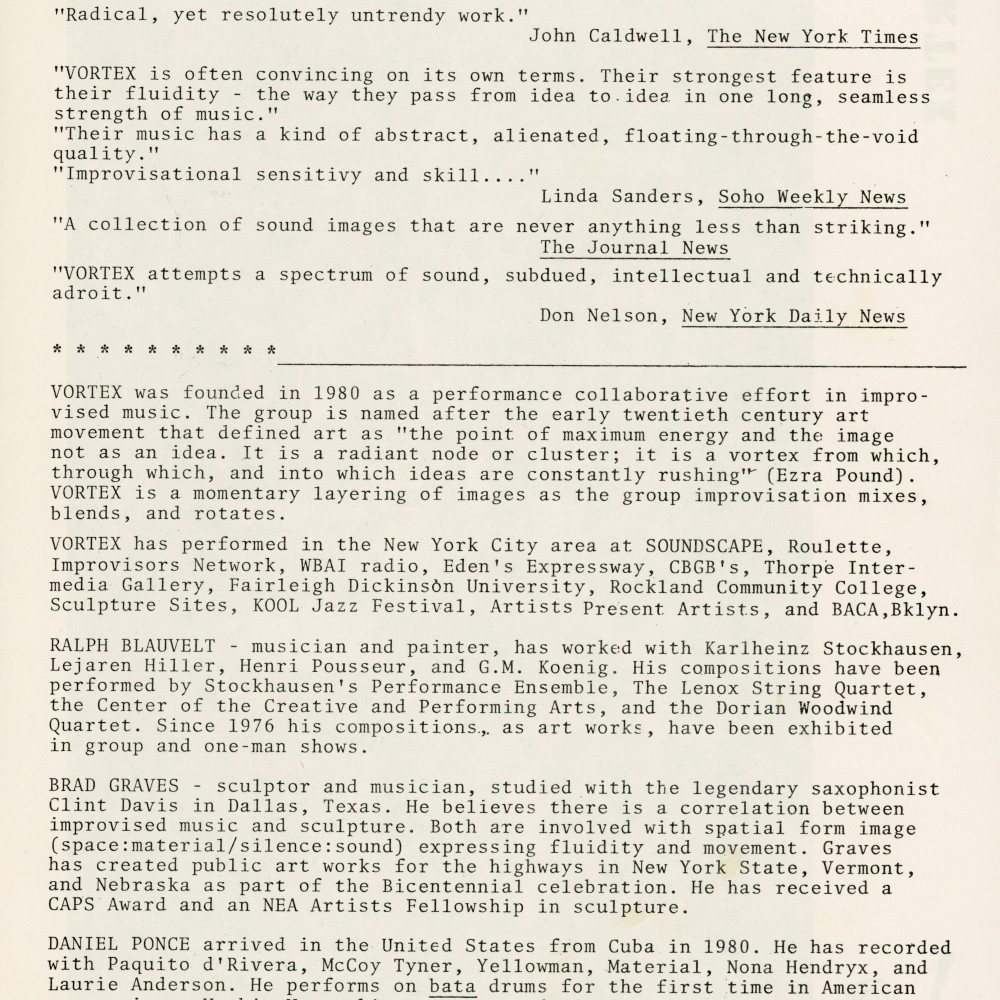 "Radical, yet resolutely untrendy work."
John Caldwell, The New York Times
"VORTEX is often convincing on its own terms. Their strongest feature is
their fluidity - the way they pass from idea to.idea in one long, seamless
strength of music."
"Their music has a kind of abstract, alienated, floating-through-the-void
quality."
"Improvisational sensitivy and skill...."
Linda Sanders, Soho Weekly News
"A collection of sound images that are never anything less than striking."
The Journal News
"VORTEX attempts a spectrum of sound, subdued, intellectual and technically
adroit."
Don Nelson, New York Daily News
* * * * * * * * * *
VORTEX was founded in 1980 as a performance collaborative effort in impro-
vised music. The group is named after the early twentieth century art
movement that defined art as "the point of maximum energy and the image
not as an idea. It is a radiant node or cluster; it is a vortex from which,
through which, and into which ideas are constantly rushing" (Ezra Pound).
VORTEX is a momentary layering of images as the group improvisation mixes,
blends, and rotates.
VORTEX has performed in the New York City area at SOUNDSCAPE, Roulette,
Improvisors Network, WBAI radio, Eden's Expressway, CBGB's, Thorpe Inter-
media Gallery, Fairleigh Dickinson University, Rockland Community College,
Sculpture Sites, KOOL Jazz Festival, Artists Present Artists, and BACA,Bklyn.
RALPH BLAUVELT - musician and painter, has worked with Karlheinz Stockhausen,
Lejaren Hiller, Henri Pousseur, and G.M. Koenig. His compositions have been
performed by Stockhausen's Performance Ensemble, The Lenox String Quartet,
the Center of the Creative and Performing Arts, and the Dorian Woodwind
Quartet. Since 1976 his compositions., as art works, have been exhibited
in group and one-man shows.
BRAD GRAVES - sculptor and musician, studied with the legendary saxophonist
Clint Davis in Dallas, Texas. He believes there is a correlation between
improvised music and sculpture. Both are involved with spatial form image
(space:material/silence:sound) expressing fluidity and movement. Graves
has created public art works for the highways in New York State, Vermont,
and Nebraska as part of the Bicentennial celebration. He has received a
CAPS Award and an NEA Artists Fellowship in sculpture.
DANIEL PONCE arrived in the United States from Cuba in 1980. He has recorded
with Paquito d'Rivera, McCoy Tyner, Yellowman, Material, Nona Hendryx, and
Laurie Anderson. He performs on bata drums for the first time in American